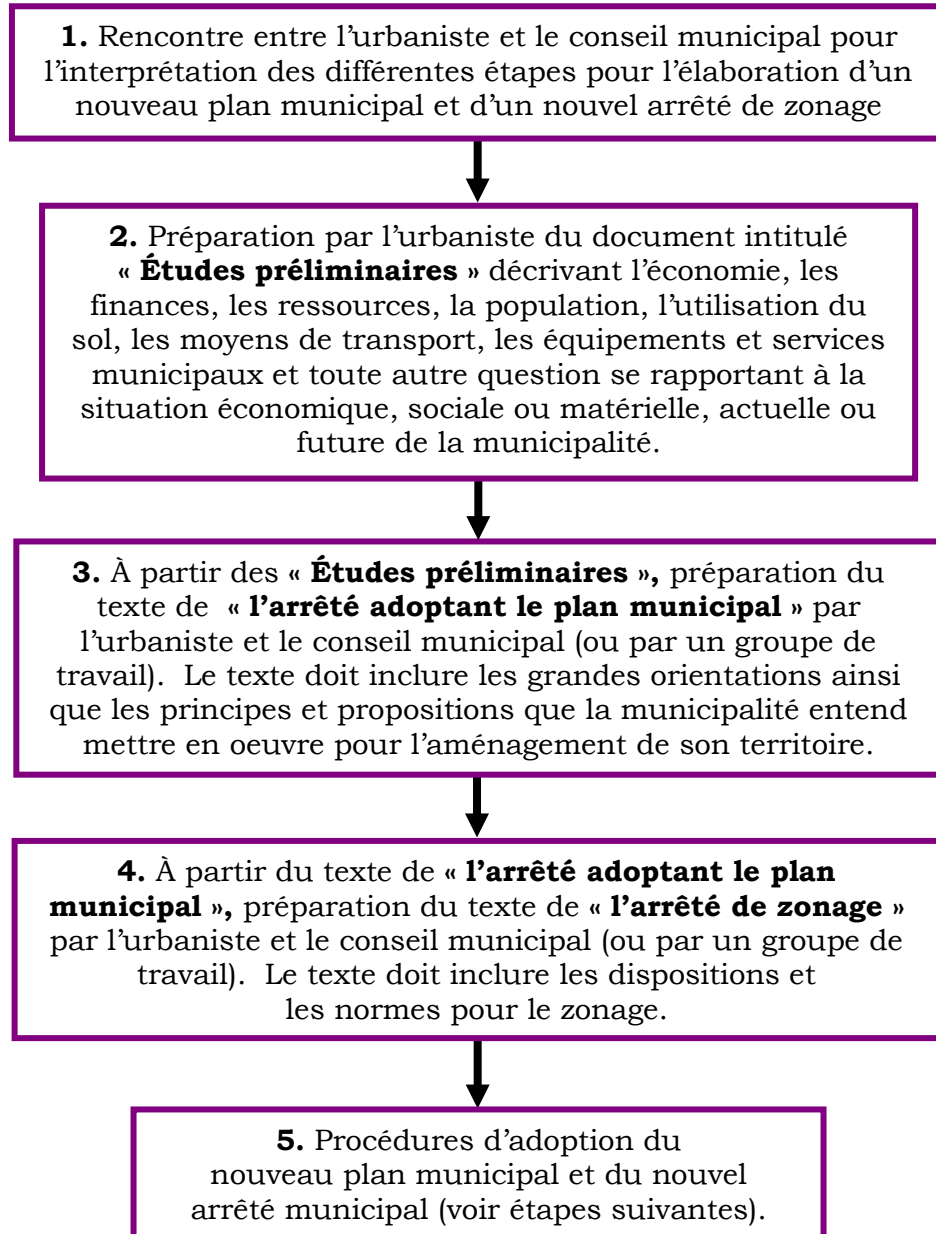 1. Rencontre entre l’urbaniste et le conseil municipal pour
l’interprétation des différentes étapes pour l’élaboration d’un
nouveau plan municipal et d’un nouvel arrêté de zonage
2. Préparation par l’urbaniste du document intitulé
« Études préliminaires » décrivant l’économie, les
finances, les ressources, la population, l’utilisation du
sol, les moyens de transport, les équipements et services
municipaux et toute autre question se rapportant à la
situation économique, sociale ou matérielle, actuelle ou
future de la municipalité.
3. À partir des « Études préliminaires », préparation du
texte de « l’arrêté adoptant le plan municipal » par
l’urbaniste et le conseil municipal (ou par un groupe de
travail). Le texte doit inclure les grandes orientations ainsi
que les principes et propositions que la municipalité entend
mettre en oeuvre pour l’aménagement de son territoire.
4. À partir du texte de « l’arrêté adoptant le plan
municipal », préparation du texte de « l’arrêté de zonage »
par l’urbaniste et le conseil municipal (ou par un groupe de
travail). Le texte doit inclure les dispositions et
les normes pour le zonage.
5. Procédures d’adoption du
nouveau plan municipal et du nouvel
arrêté municipal (voir étapes suivantes).